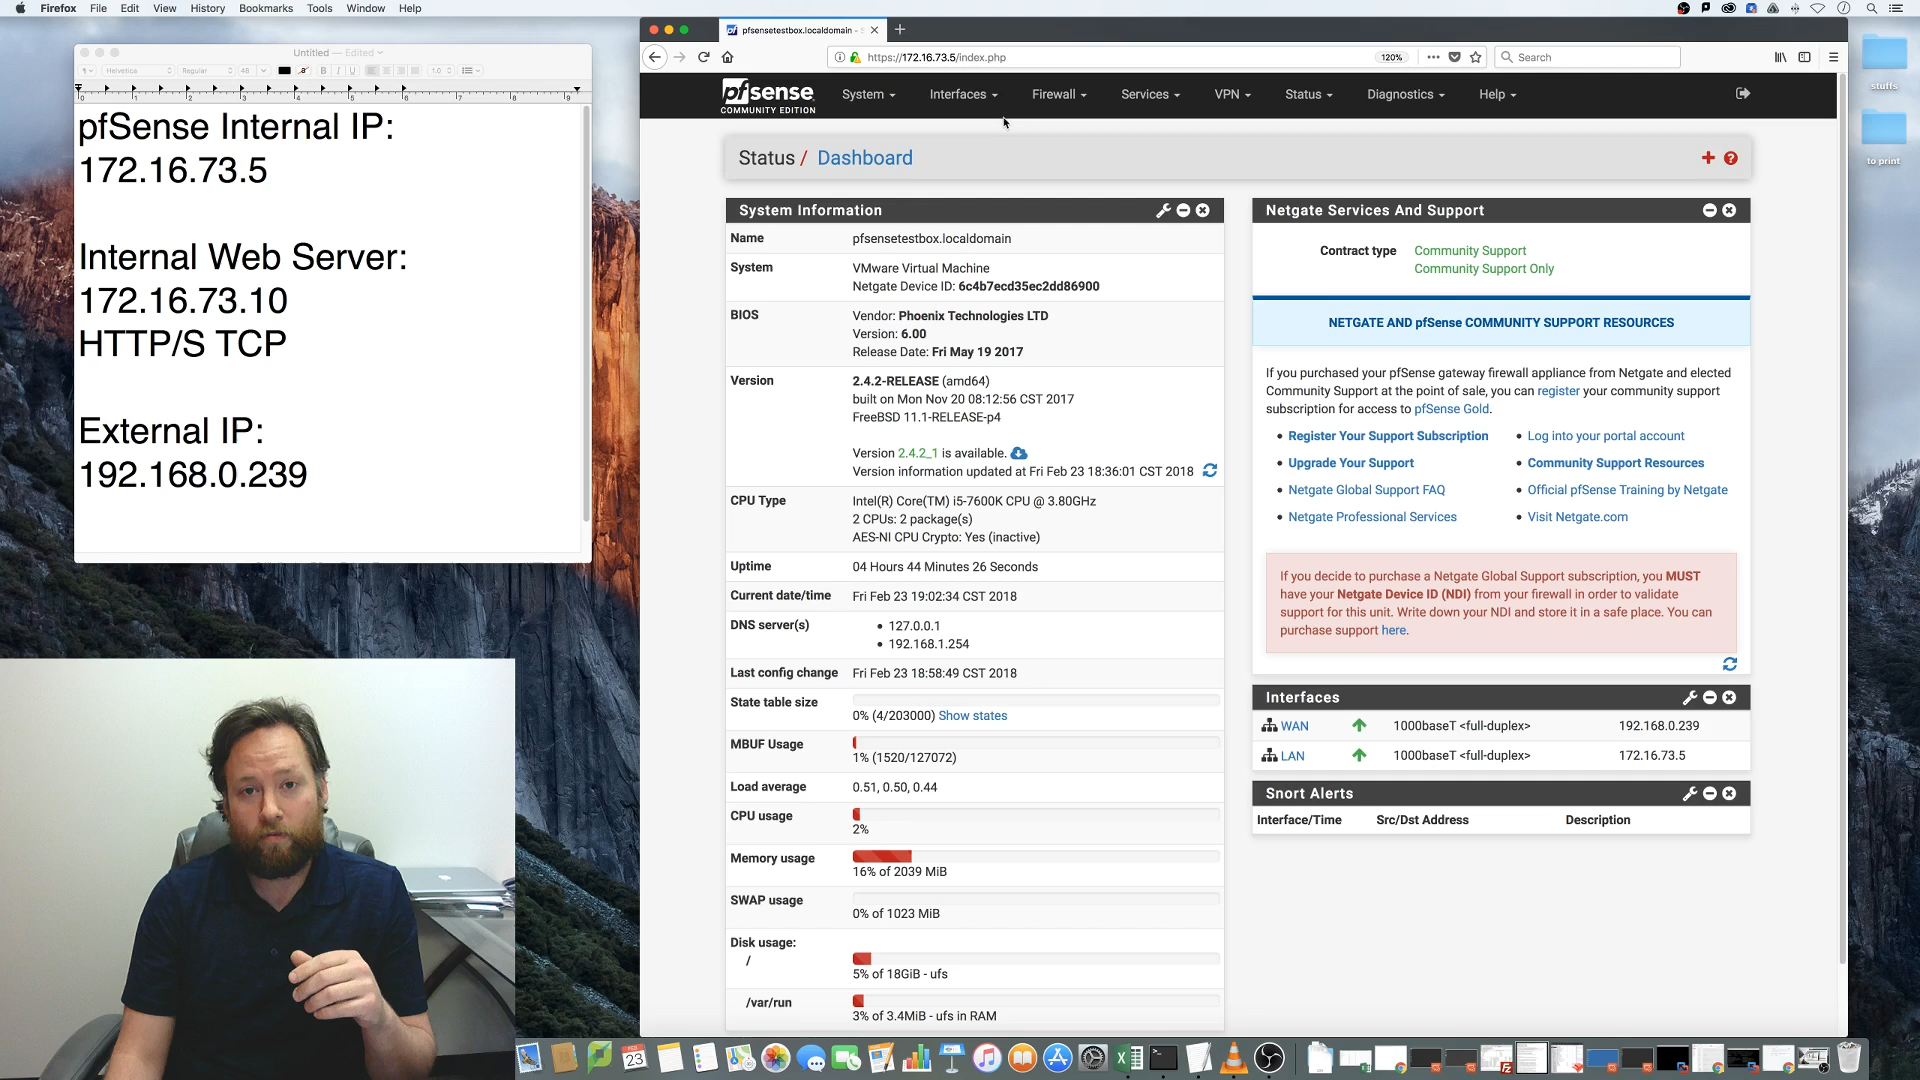 Firefox File Edit View History Bookmarks Tools Window Help
Untitled — Edited
Helvetica Regular 48 B I U 1.0
0 1 2 3 4 5 6 7 8 9
pfSense Internal IP:
172.16.73.5
Internal Web Server:
172.16.73.10
HTTP/S TCP
External IP:
192.168.0.239
pfsensetestbox.localdomain -
https://172.16.73.5/index.php 120% Search
pfsense
COMMUNITY EDITION
System Interfaces Firewall Services VPN Status Diagnostics Help
Status / Dashboard
System Information
Name pfsensetestbox.localdomain
System VMware Virtual Machine
Netgate Device ID: 6c4b7ecd35ec2dd86900
BIOS Vendor: Phoenix Technologies LTD
Version: 6.00
Release Date: Fri May 19 2017
Version 2.4.2-RELEASE (amd64)
built on Mon Nov 20 08:12:56 CST 2017
FreeBSD 11.1-RELEASE-p4
Version 2.4.2_1 is available.
Version information updated at Fri Feb 23 18:36:01 CST 2018
CPU Type Intel(R) Core(TM) i5-7600K CPU @ 3.80GHz
2 CPUs: 2 package(s)
AES-NI CPU Crypto: Yes (inactive)
Uptime 04 Hours 44 Minutes 26 Seconds
Current date/time Fri Feb 23 19:02:34 CST 2018
DNS server(s) • 127.0.0.1
• 192.168.1.254
Last config change Fri Feb 23 18:58:49 CST 2018
State table size
0% (4/203000) Show states
MBUF Usage
1% (1520/127072)
Load average 0.51, 0.50, 0.44
CPU usage
2%
Memory usage
16% of 2039 MiB
SWAP usage
0% of 1023 MiB
Disk usage:
/
5% of 18GiB - ufs
/var/run
3% of 3.4MiB - ufs in RAM
Netgate Services And Support
Contract type Community Support
Community Support Only
NETGATE AND pfSense COMMUNITY SUPPORT RESOURCES
If you purchased your pfSense gateway firewall appliance from Netgate and elected
Community Support at the point of sale, you can register your community support
subscription for access to pfSense Gold.
• Register Your Support Subscription • Log into your portal account
• Upgrade Your Support • Community Support Resources
• Netgate Global Support FAQ • Official pfSense Training by Netgate
• Netgate Professional Services • Visit Netgate.com
If you decide to purchase a Netgate Global Support subscription, you MUST
have your Netgate Device ID (NDI) from your firewall in order to validate
support for this unit. Write down your NDI and store it in a safe place. You can
purchase support here.
Interfaces
WAN 1000baseT <full-duplex> 192.168.0.239
LAN 1000baseT <full-duplex> 172.16.73.5
Snort Alerts
Interface/Time Src/Dst Address Description
stuffs
to print
23